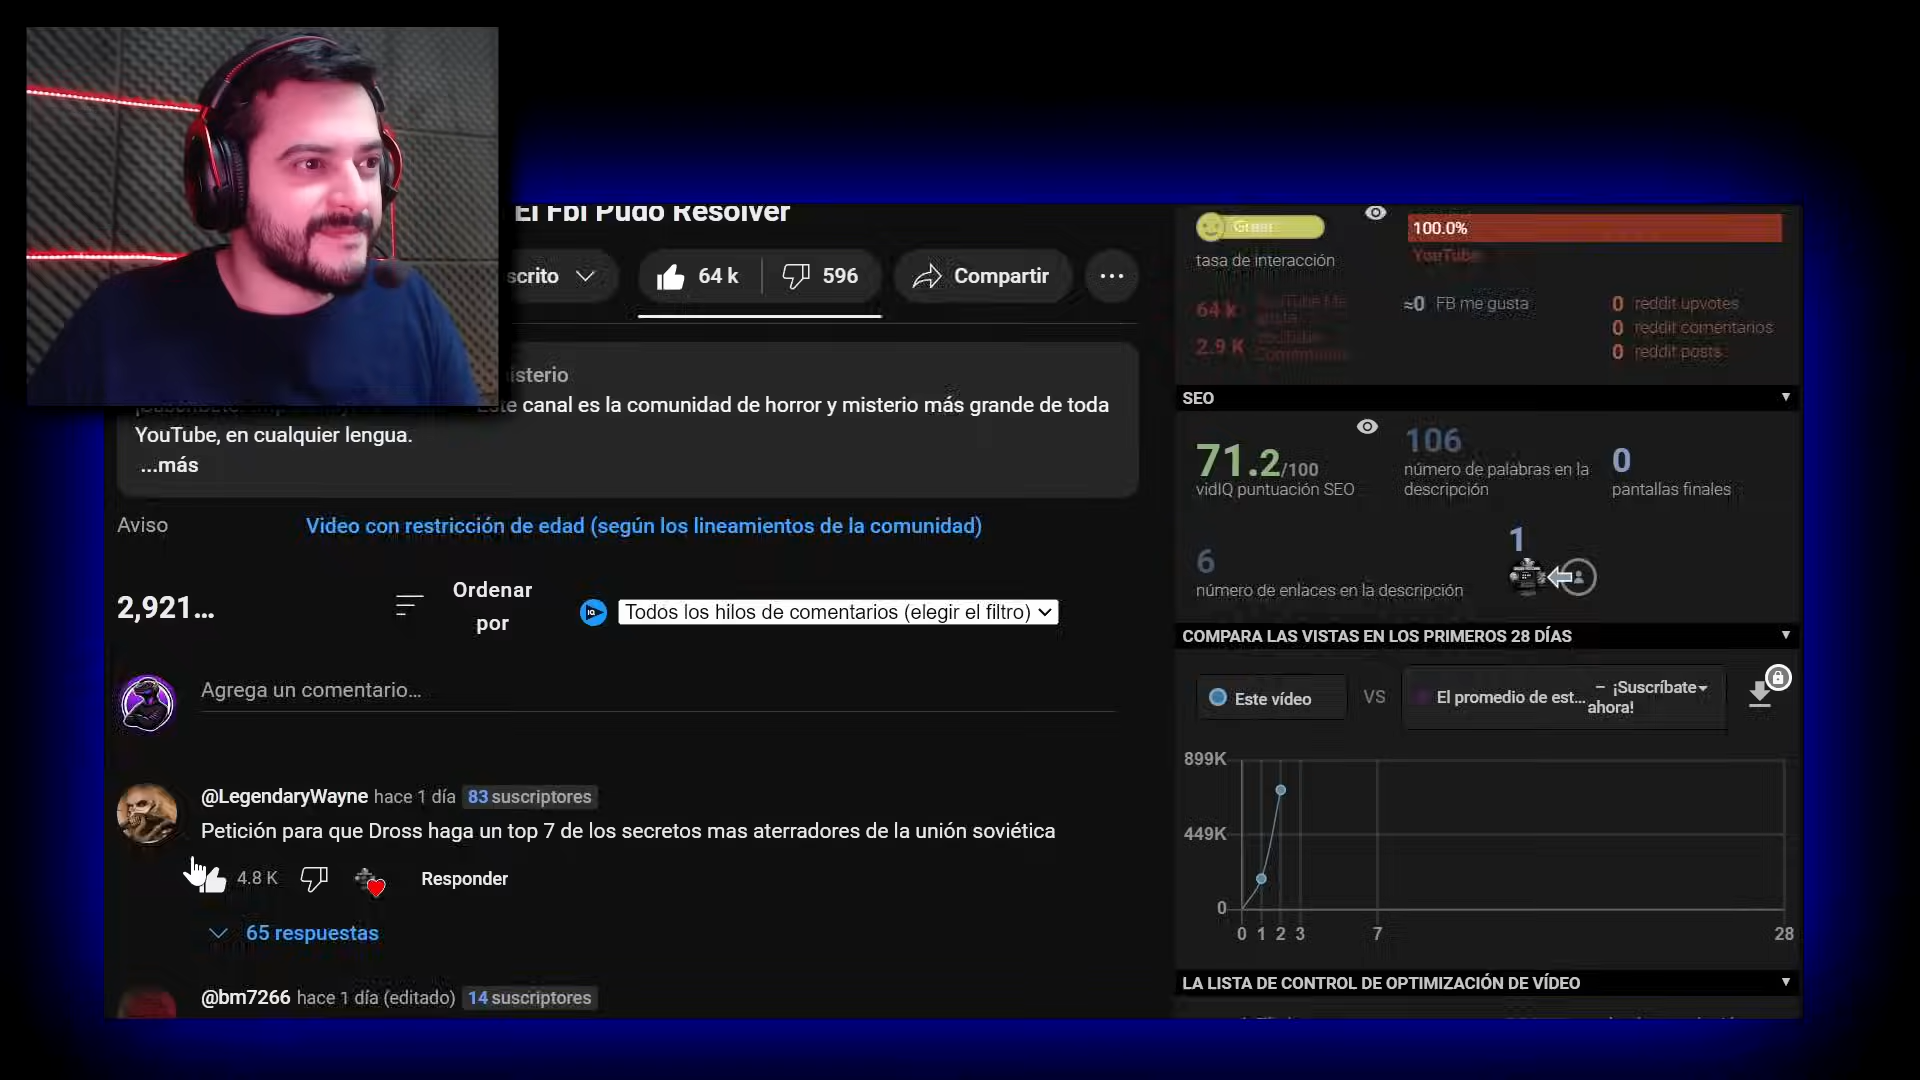 El Fbi Pudo Resolver
scrito
64 k
596
Compartir
isterio
canal es la comunidad de horror y misterio más grande de toda
YouTube, en cualquier lengua.
...más
Aviso
Video con restricción de edad (según los lineamientos de la comunidad)
2,921...
Ordenar
por
Todos los hilos de comentarios (elegir el filtro)
Agrega un comentario...
@LegendaryWayne hace 1 día 83 suscriptores
Petición para que Dross haga un top 7 de los secretos mas aterradores de la unión soviética
4.8 K
Responder
65 respuestas
@bm7266 hace 1 día (editado) 14 suscriptores
100.0%
YouTube
tasa de interacción
64 k
2.9 K
≈0 FB me gusta
0 reddit upvotes
0 reddit comentarios
0 reddit posts
SEO
71.2/100
vidIQ puntuación SEO
106
número de palabras en la
descripción
0
pantallas finales
6
número de enlaces en la descripción
1
COMPARA LAS VISTAS EN LOS PRIMEROS 28 DÍAS
Este vídeo
VS
El promedio de est...
– ¡Suscríbate
ahora!
899K
449K
0
0 1 2 3 7 28
LA LISTA DE CONTROL DE OPTIMIZACIÓN DE VÍDEO